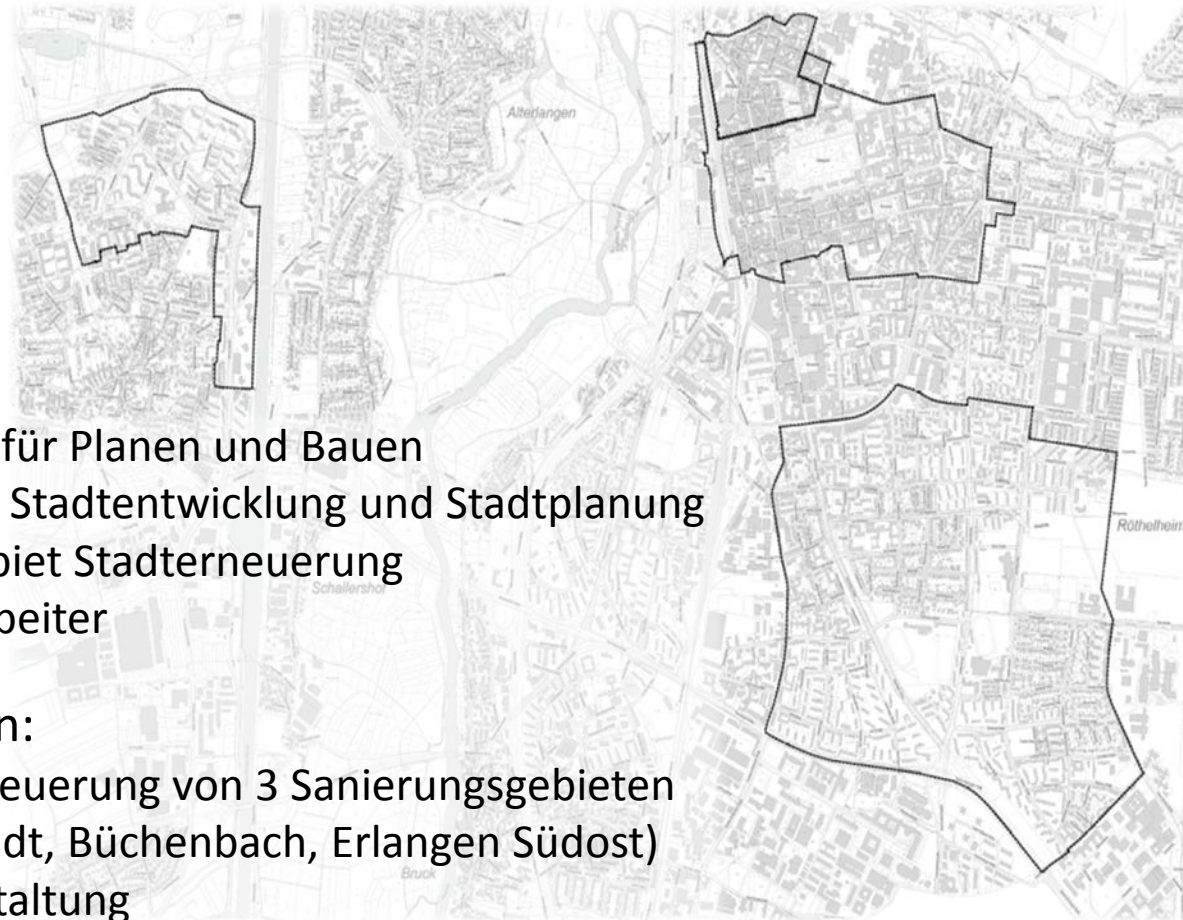 Alterlangen
für Planen und Bauen
Stadtentwicklung und Stadtplanung
Röthelheim
biet Stadterneuerung
Schallershof
beiter
n:
euerung von 3 Sanierungsgebieten
dt, Büchenbach, Erlangen Südost)
Bruck
taltung